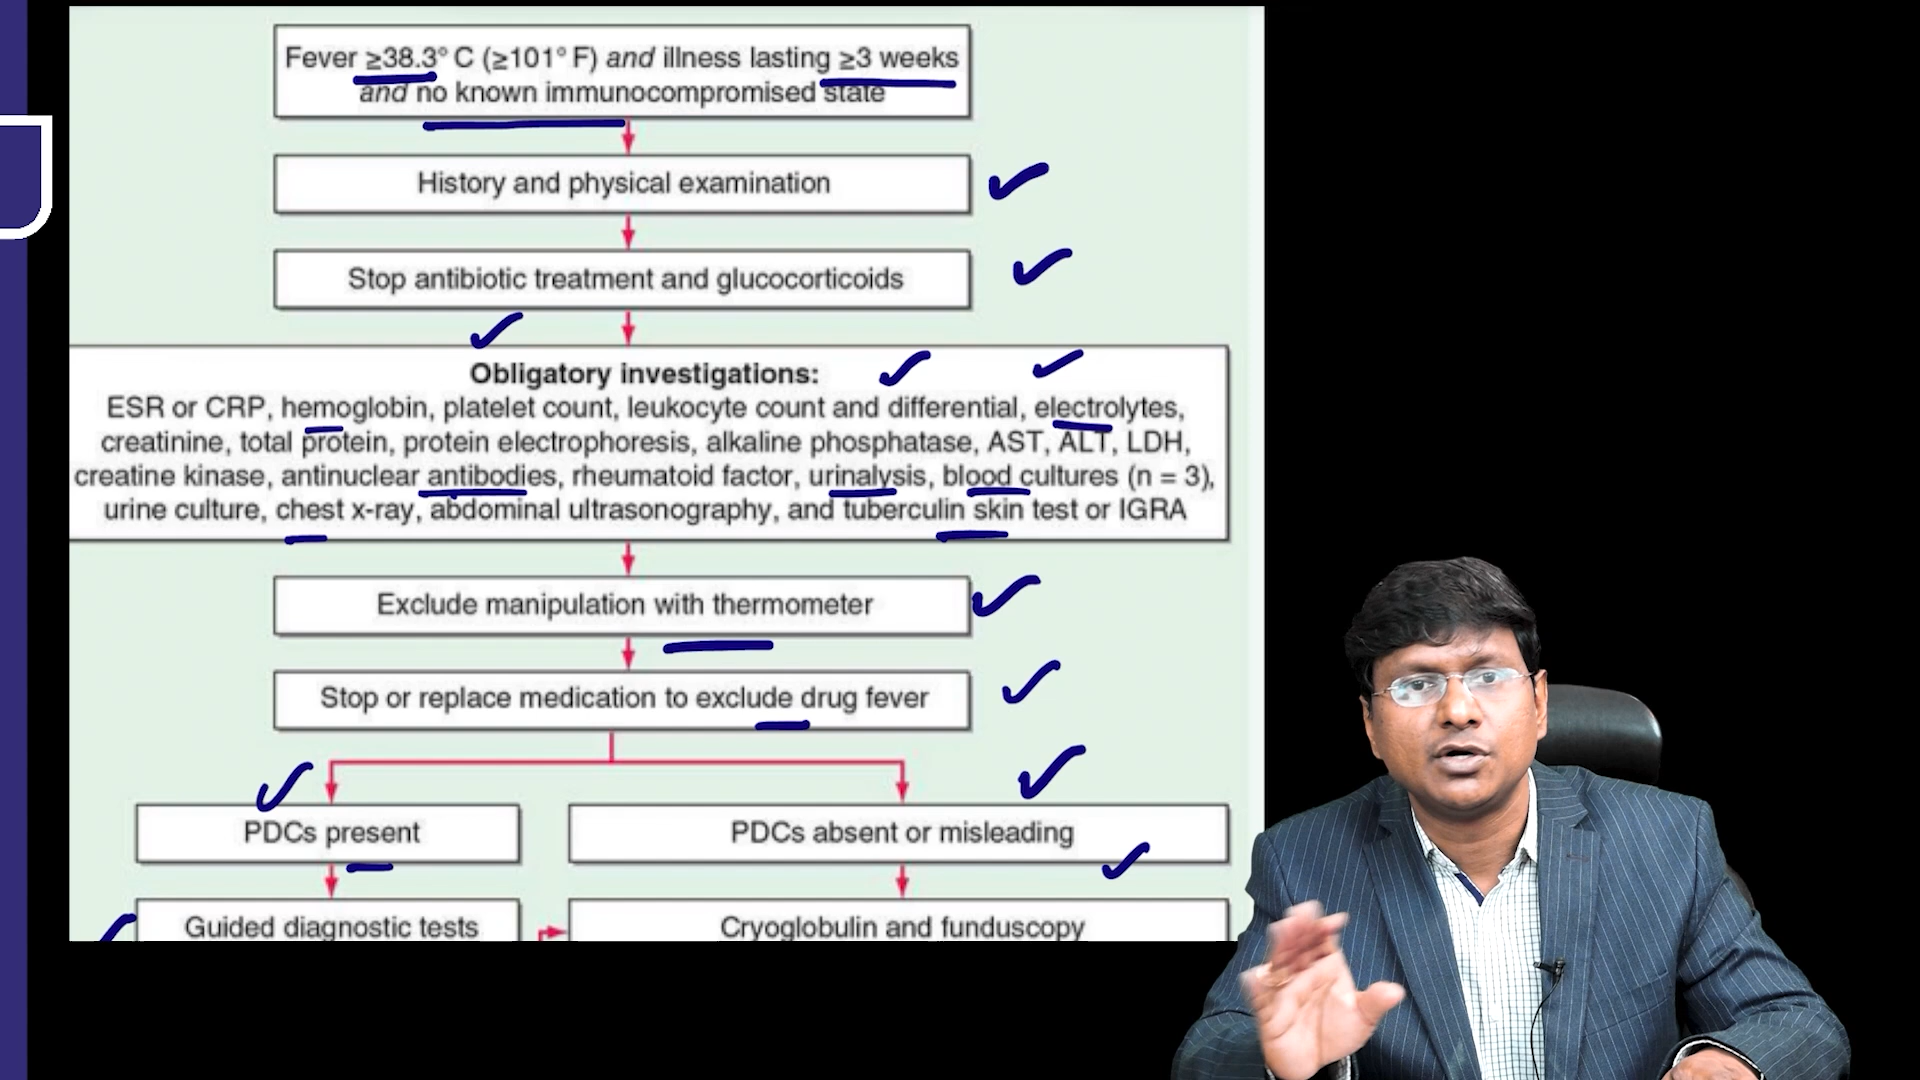 Fever ≥38.3° C (≥101° F) and illness lasting ≥3 weeks
and no known immunocompromised state
History and physical examination
Stop antibiotic treatment and glucocorticoids
Obligatory investigations:
ESR or CRP, hemoglobin, platelet count, leukocyte count and differential, electrolytes,
creatinine, total protein, protein electrophoresis, alkaline phosphatase, AST, ALT, LDH,
creatine kinase, antinuclear antibodies, rheumatoid factor, urinalysis, blood cultures (n = 3),
urine culture, chest x-ray, abdominal ultrasonography, and tuberculin skin test or IGRA
Exclude manipulation with thermometer
Stop or replace medication to exclude drug fever
PDCs present
PDCs absent or misleading
Guided diagnostic tests
Cryoglobulin and funduscopy